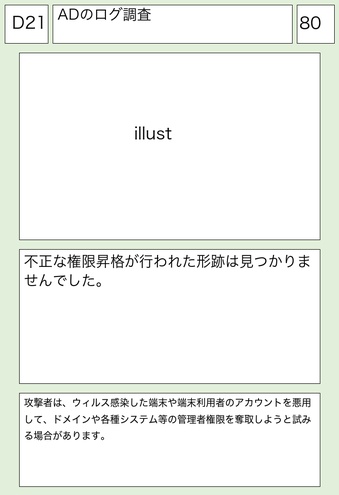 D21
ADのログ調査
80
illust
不正な権限昇格が行われた形跡は見つかりま
せんでした。
攻撃者は、ウィルス感染した端末や端末利用者のアカウントを悪用
して、ドメインや各種システム等の管理者権限を奪取しようと試み
る場合があります。